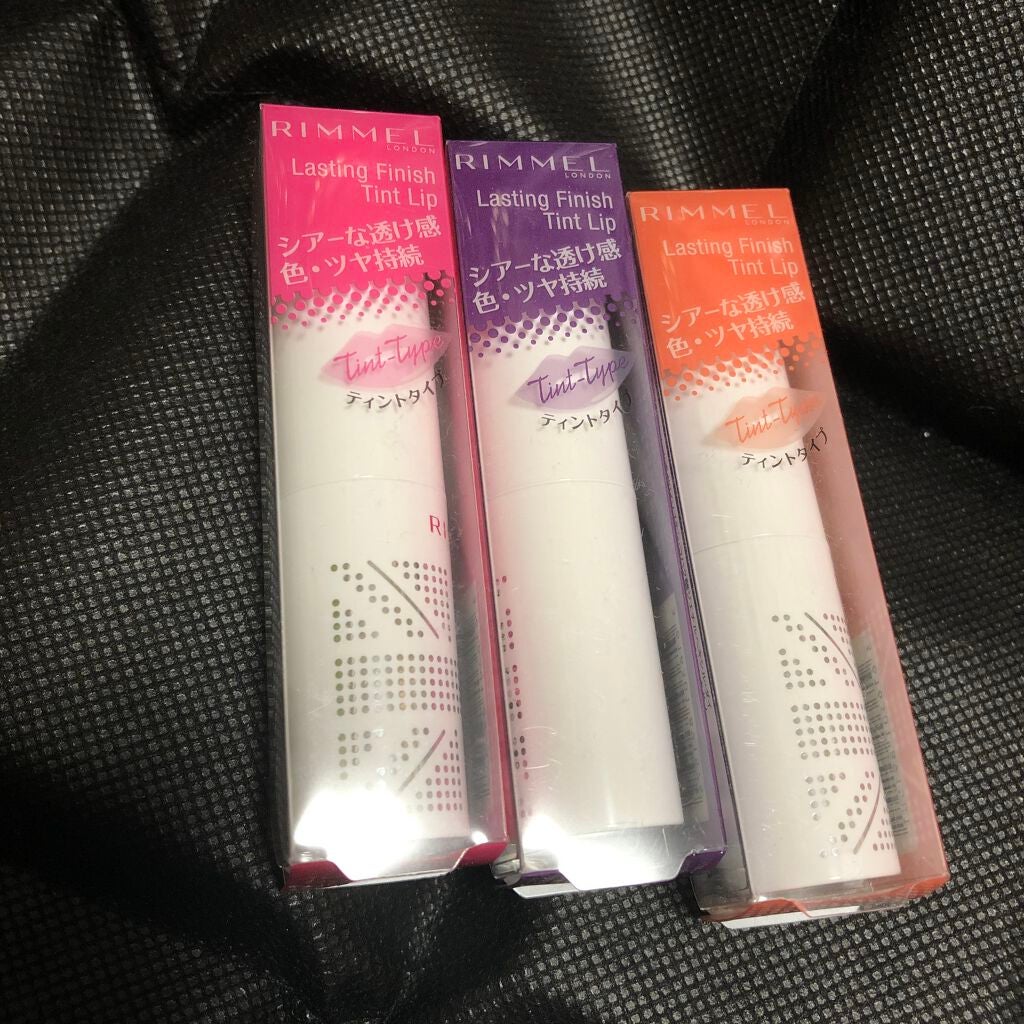 RIMMEL
LONDON
Lasting Finish
Tint Lip
シアーな透け感
色・ツヤ持続
Tint-Type
ティントタイプ
RI
RIMMEL
LONDON
Lasting Finish
Tint Lip
シアーな透け感
色・ツヤ持続
Tint-Type
ティントタイプ
RIMMEL
LONDON
Lasting Finish
Tint Lip
シアーな透け感
色・ツヤ持続
Tint-Type
ティントタイプ